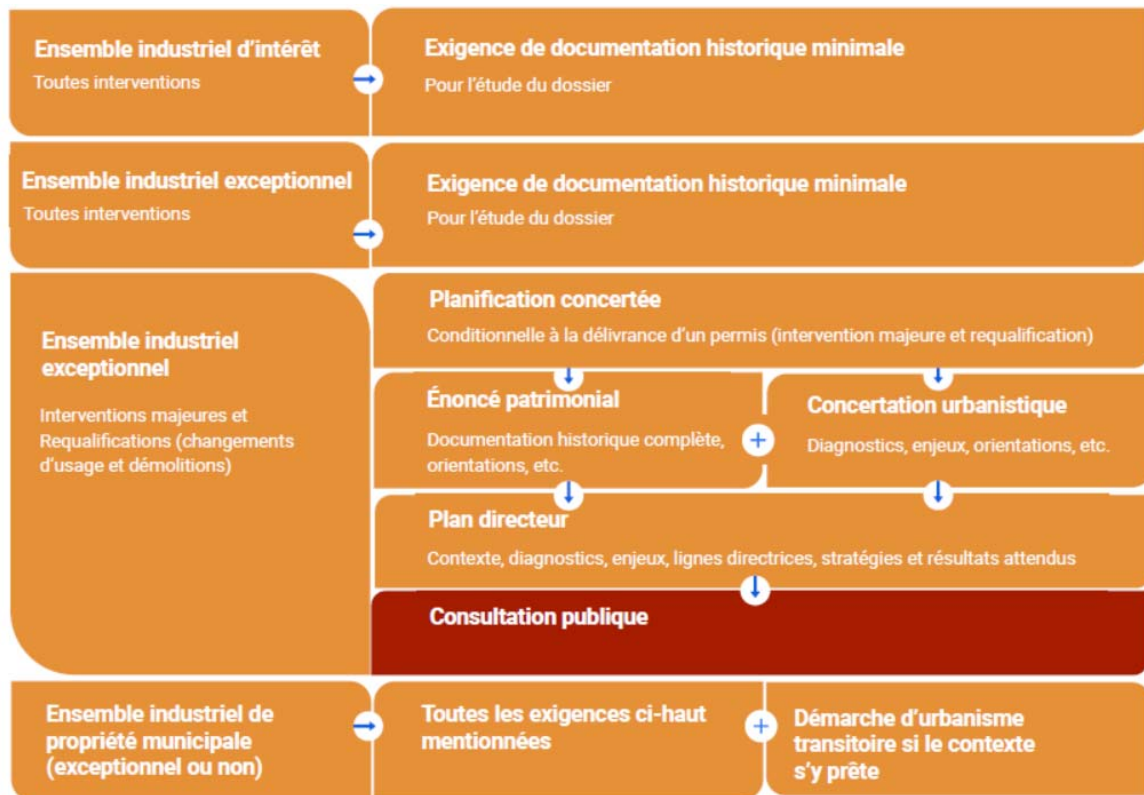 Ensemble industriel d'intérêt
Toutes interventions
Exigence de documentation historique minimale
Pour l'étude du dossier
Ensemble industriel exceptionnel
Toutes interventions
Exigence de documentation historique minimale
Pour l'étude du dossier
Ensemble industriel
exceptionnel
Interventions majeures et
Requalifications (changements
d'usage et démolitions)
Planification concertée
Conditionnelle à la délivrance d'un permis (intervention majeure et requalification)
Énoncé patrimonial
Documentation historique complète,
orientations, etc.
Concertation urbanistique
Diagnostics, enjeux, orientations, etc.
Plan directeur
Contexte, diagnostics, enjeux, lignes directrices, stratégies et résultats attendus
Consultation publique
Ensemble industriel de
propriété municipale
(exceptionnel ou non)
Toutes les exigences ci-haut
mentionnées
Démarche d'urbanisme
transitoire si le contexte
s'y prête